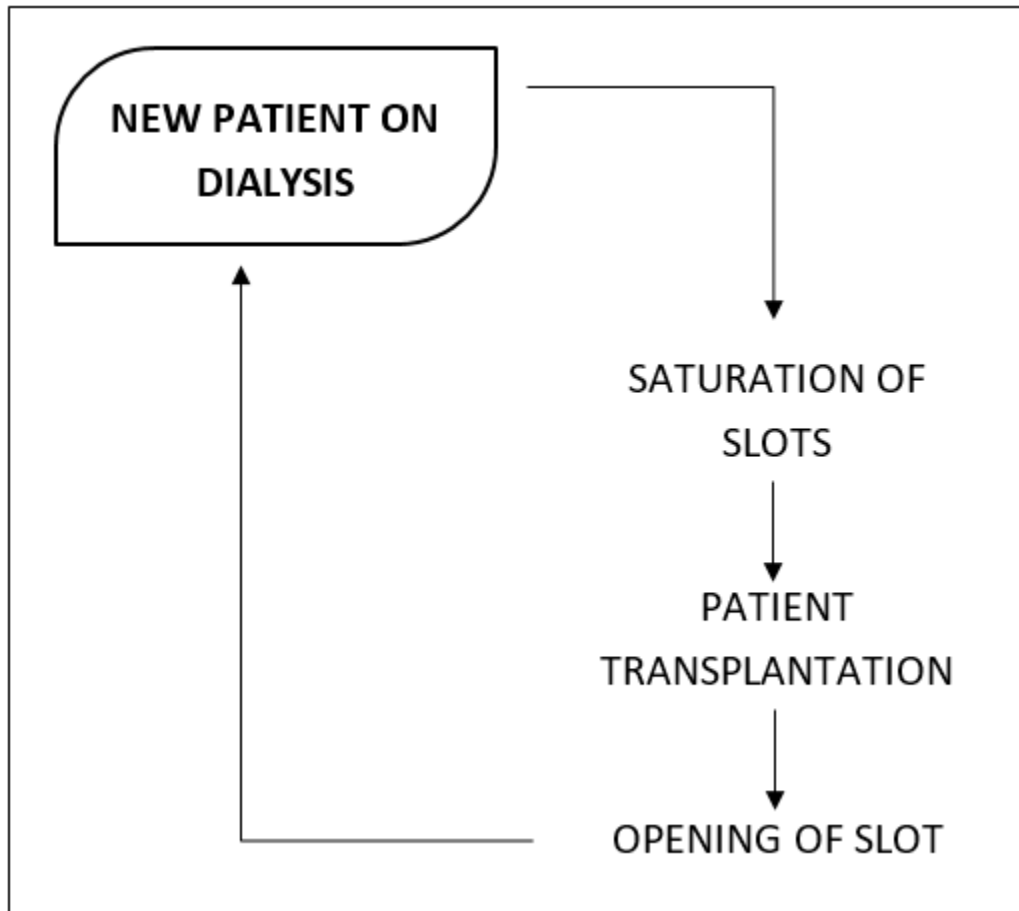 NEW PATIENT ON
DIALYSIS
SATURATION OF
SLOTS
PATIENT
TRANSPLANTATION
OPENING OF SLOT